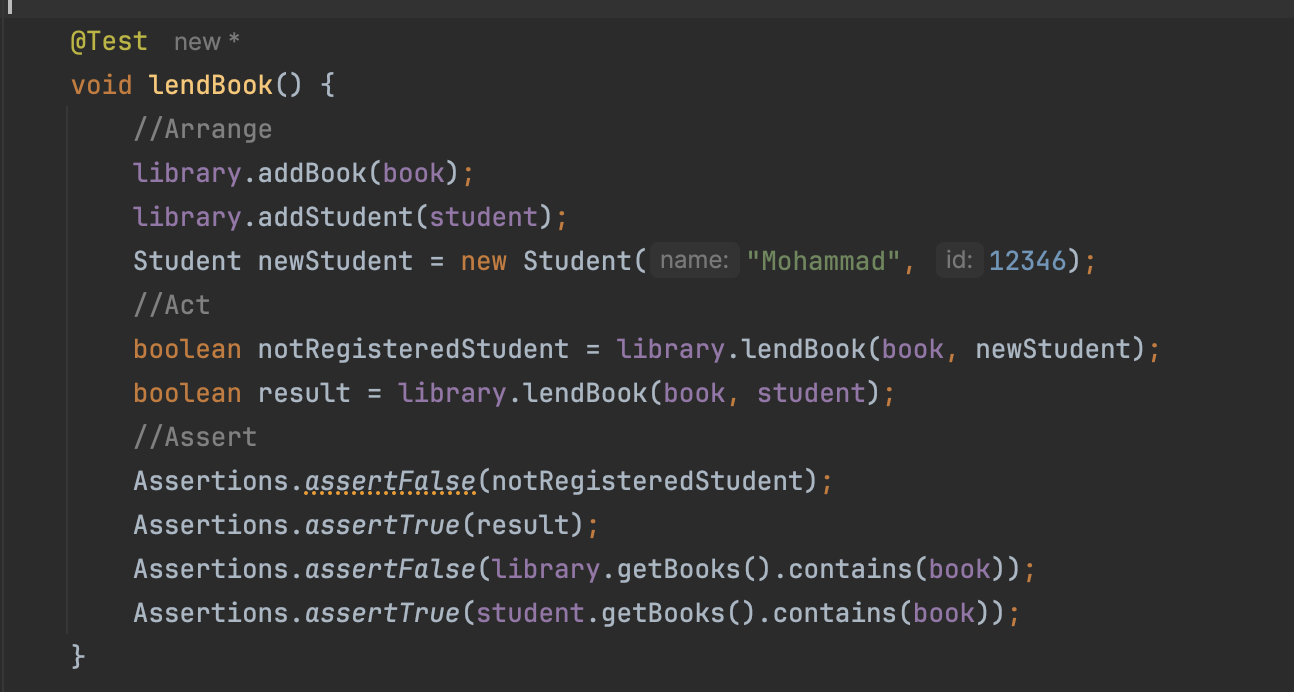 @Test new *
void lendBook() {
//Arrange
library.addBook(book);
library.addStudent(student);
Student newStudent = new Student( name: "Mohammad", id: 12346);
//Act
boolean notRegisteredStudent = library.lendBook(book, newStudent);
boolean result = library.lendBook(book, student);
//Assert
Assertions.assertFalse(notRegisteredStudent);
Assertions.assertTrue(result);
Assertions.assertFalse(library.getBooks().contains(book));
Assertions.assertTrue(student.getBooks().contains(book));
}